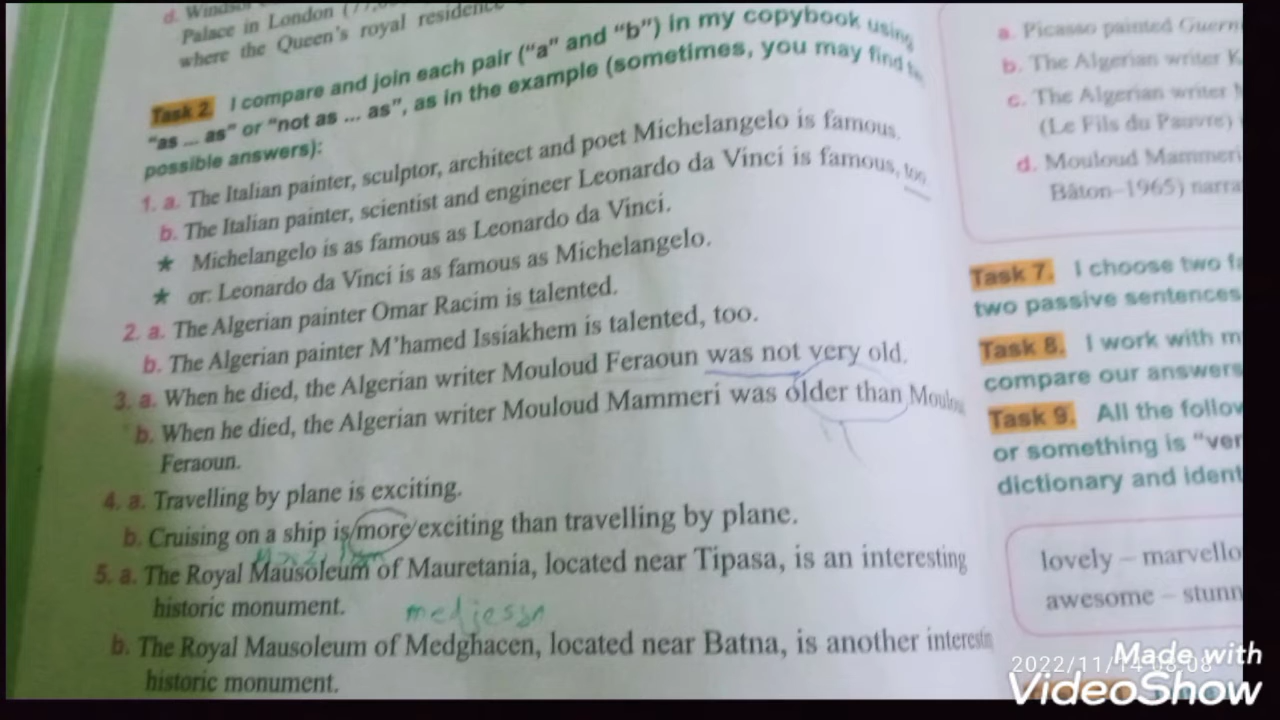 d. Windsor
Palace in London
where the Queen's royal residence
Task 2. I compare and join each pair ("a" and "b") in my copybook using
"as ... as" or "not as ... as", as in the example (sometimes, you may find
possible answers):
1. a. The Italian painter, sculptor, architect and poet Michelangelo is famous.
b. The Italian painter, scientist and engineer Leonardo da Vinci is famous, too.
★ Michelangelo is as famous as Leonardo da Vinci.
★ or: Leonardo da Vinci is as famous as Michelangelo.
2. a. The Algerian painter Omar Racim is talented.
b. The Algerian painter M'hamed Issiakhem is talented, too.
3. a. When he died, the Algerian writer Mouloud Feraoun was not very old.
b. When he died, the Algerian writer Mouloud Mammeri was older than Moulou
Feraoun.
4. a. Travelling by plane is exciting.
b. Cruising on a ship is more exciting than travelling by plane.
5. a. The Royal Mausoleum of Mauretania, located near Tipasa, is an interesting
historic monument.
b. The Royal Mausoleum of Medghacen, located near Batna, is another interestin
historic monument.
a. Picasso painted Guern
b. The Algerian writer K
c. The Algerian writer
(Le Fils du Pauvre)
d. Mouloud Mammeri
Bâton–1965) narra
Task 7. I choose two fa
two passive sentences
Task 8. I work with m
compare our answers
Task 9. All the follow
or something is "ver
dictionary and ident
lovely – marvello
awesome – stunn
Made with
2022/11/14 08:08
VideoShow